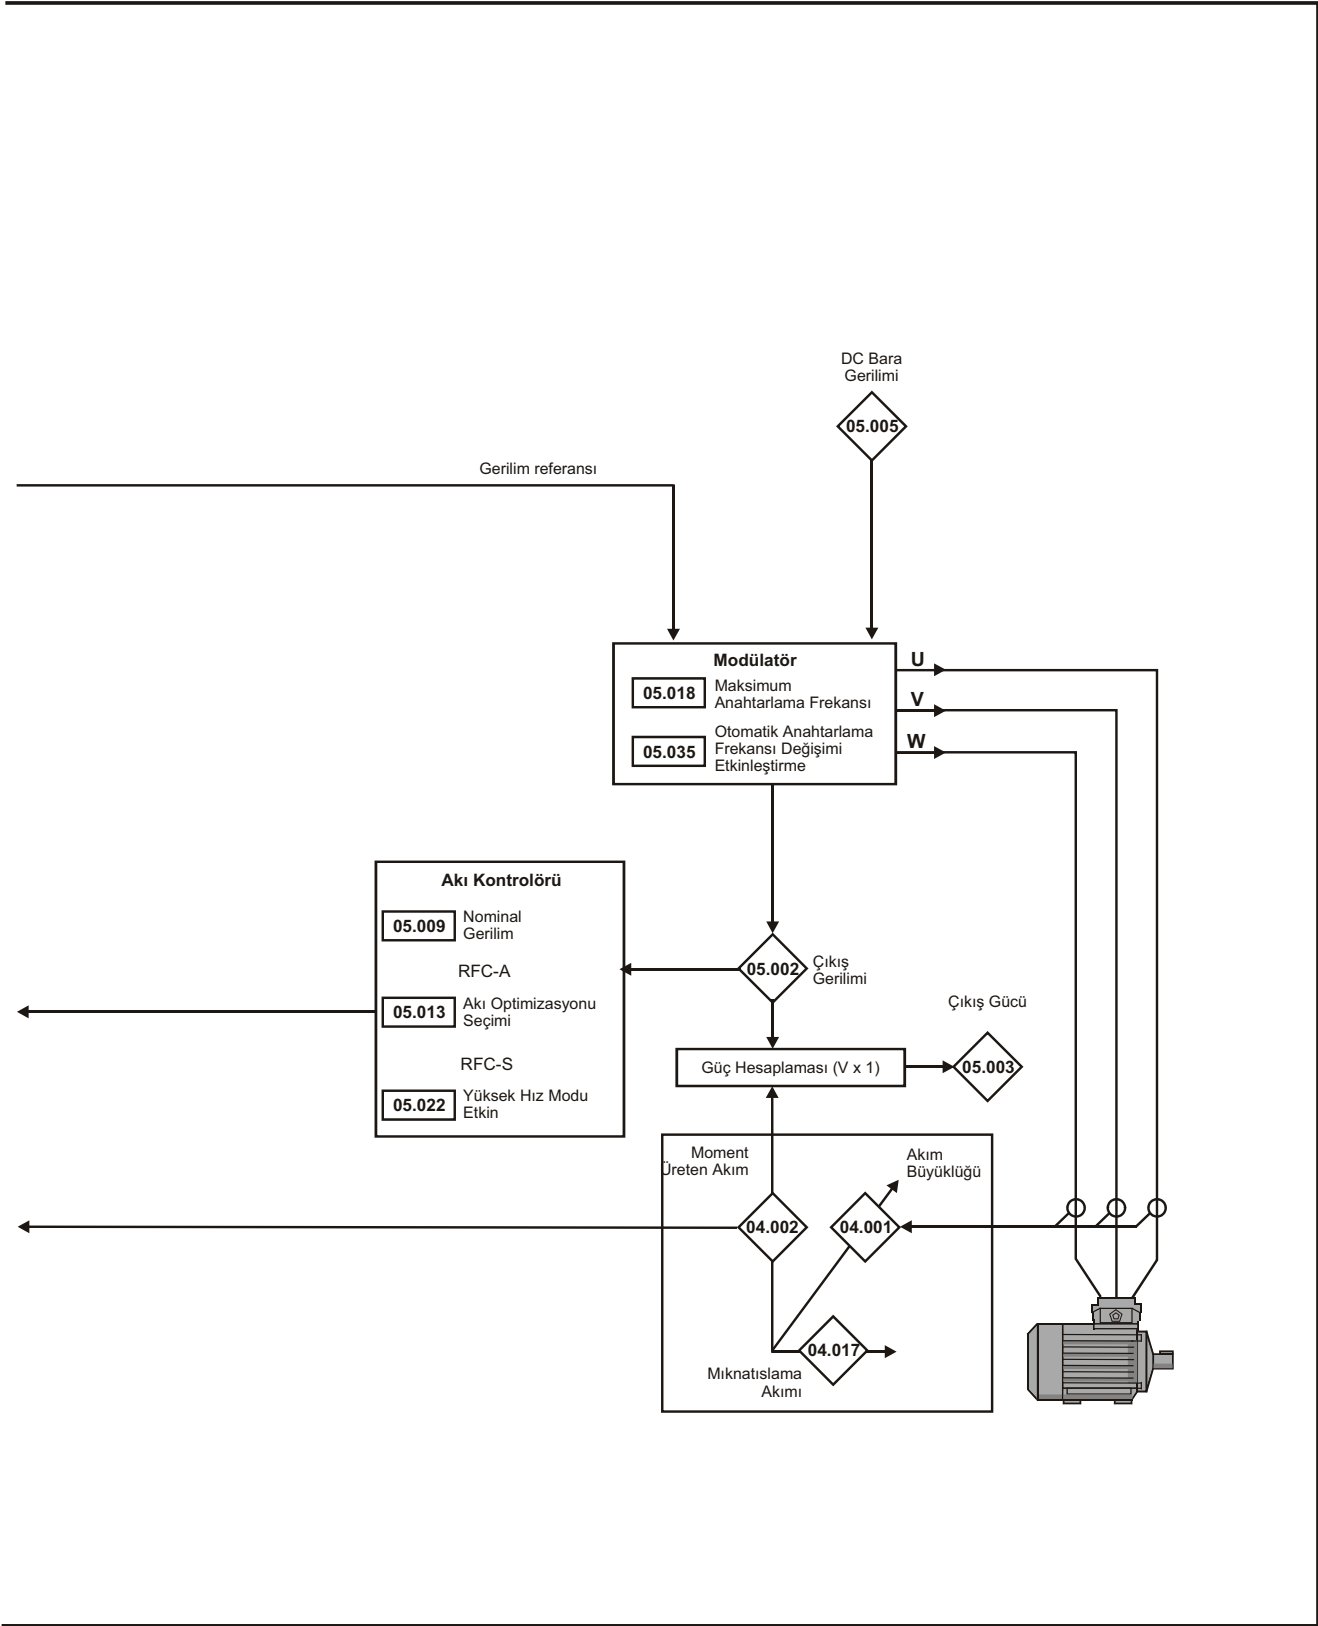 DC Bara
Gerilimi
05.005
Gerilim referansı
Modülatör
05.018
Maksimum
Anahtarlama Frekansı
05.035
Otomatik Anahtarlama
Frekansı Değişimi
Etkinleştirme
U
V
W
Akı Kontrolörü
05.009
Nominal
Gerilim
RFC-A
05.013
Akı Optimizasyonu
Seçimi
RFC-S
05.022
Yüksek Hız Modu
Etkin
05.002
Çıkış
Gerilimi
Çıkış Gücü
Güç Hesaplaması (V x 1)
05.003
Moment
Üreten Akım
Akım
Büyüklüğü
04.002
04.001
04.017
Mıknatıslama
Akımı